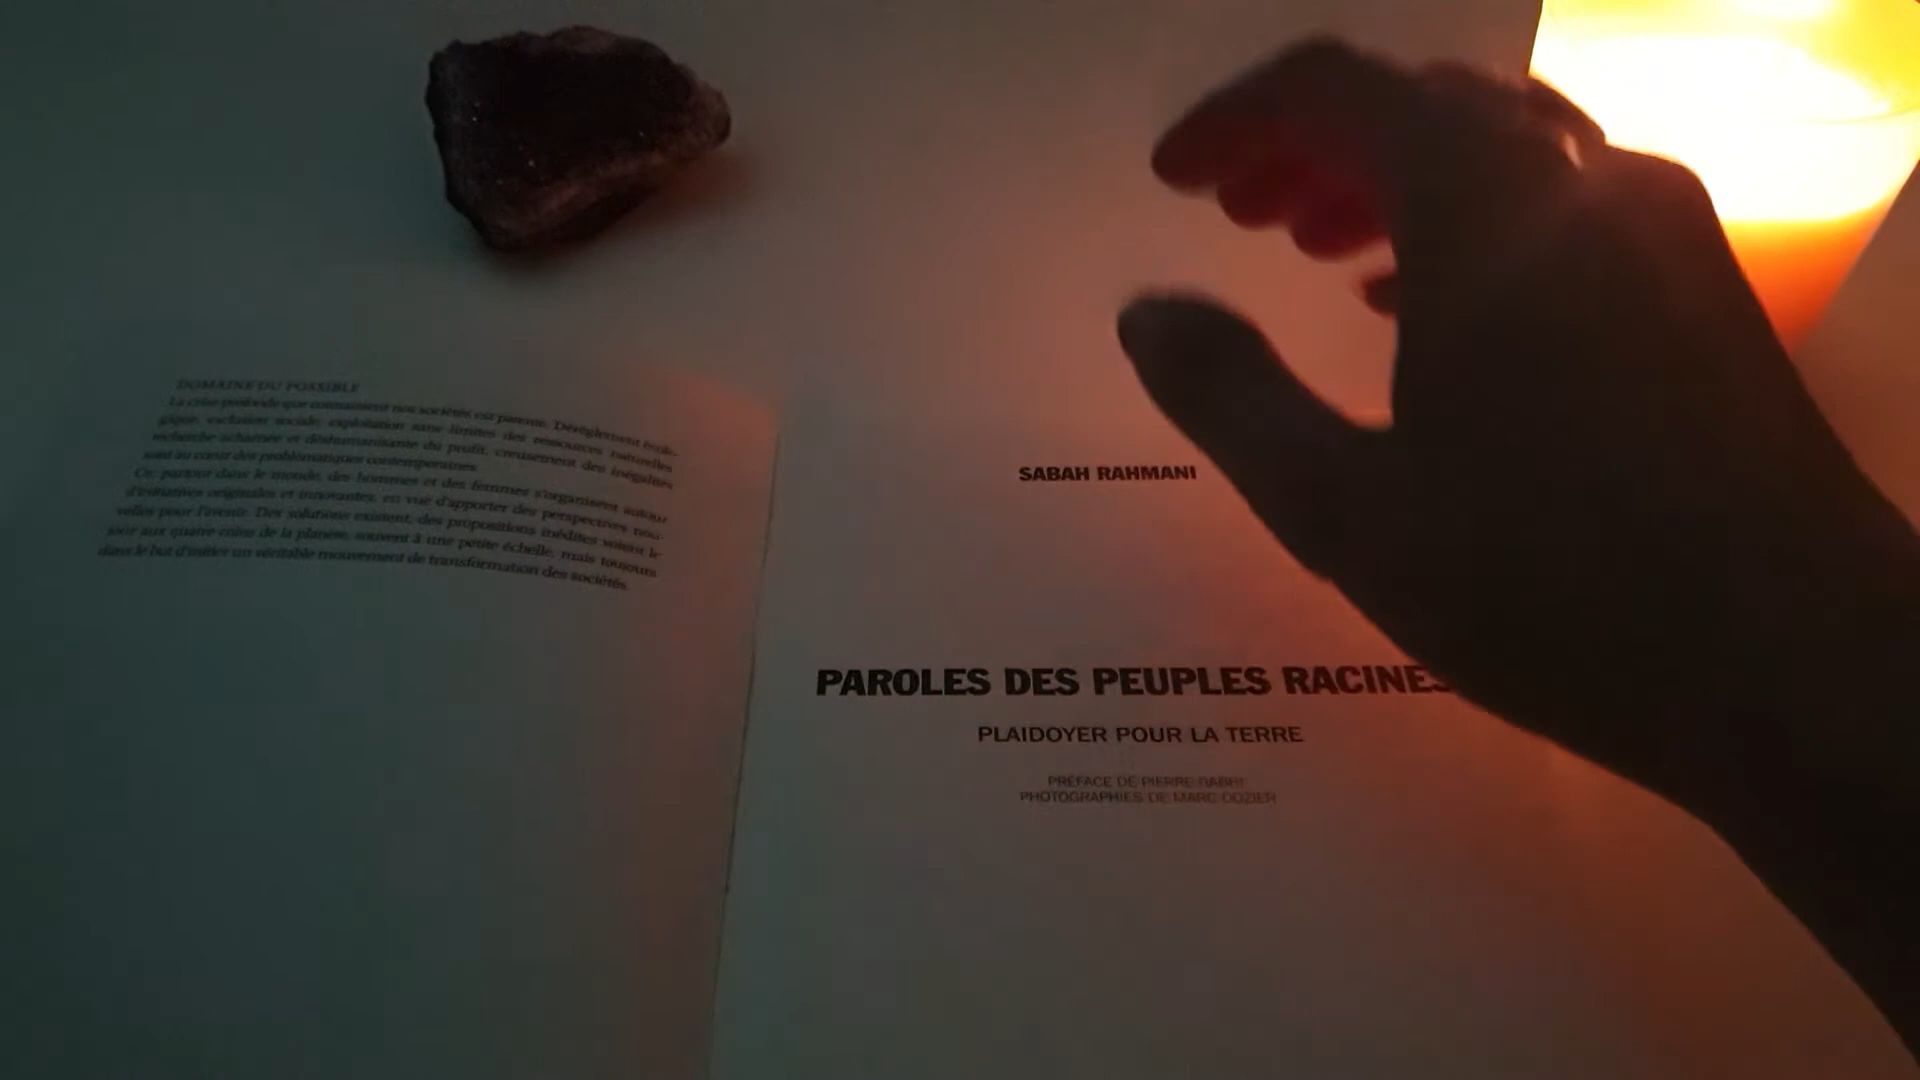 DOMAINE DU POSSIBLE
La crise profonde que connaissent nos sociétés est patente. Dérèglement écolo-
gique, exclusion sociale, exploitation sans limites des ressources naturelles
recherche acharnée et déshumanisante du profit, creusement des inégalités
sont au cœur des problématiques contemporaines.
Or, partout dans le monde, des hommes et des femmes s'organisent autour
d'initiatives originales et innovantes, en vue d'apporter des perspectives nou-
velles pour l'avenir. Des solutions existent, des propositions inédites voient le
jour aux quatre coins de la planète, souvent à une petite échelle, mais toujours
dans le but d'initier un véritable mouvement de transformation des sociétés.
SABAH RAHMANI
PAROLES DES PEUPLES RACINES
PLAIDOYER POUR LA TERRE
PRÉFACE DE PIERRE RABHI
PHOTOGRAPHIES DE MARC DOZIER